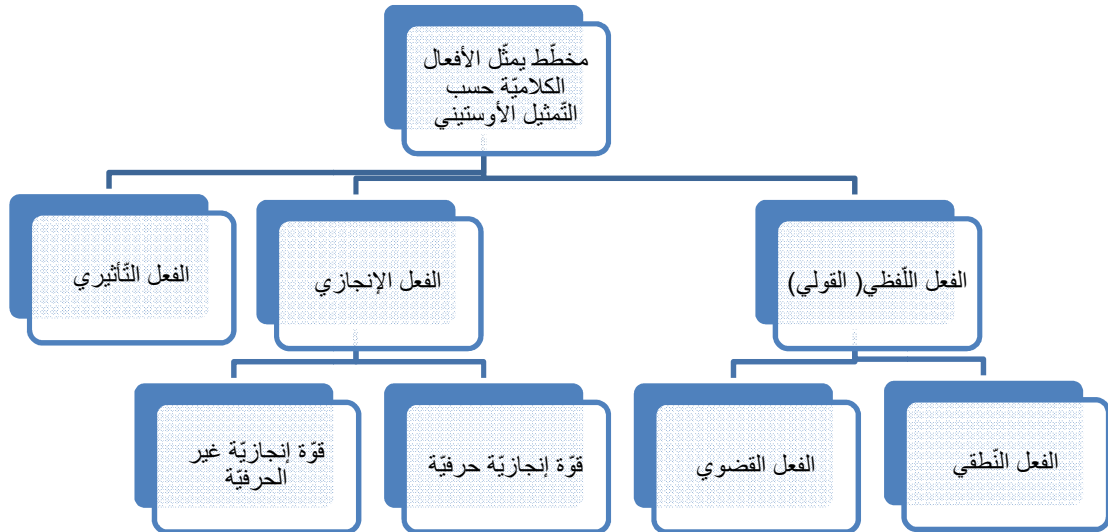 مخطّط يمثّل الأفعال
الكلاميّة حسب
التّمثيل الأوستيني
الفعل اللّفظي( القولي)
الفعل الإنجازي
الفعل التّأثيري
الفعل النّطقي
الفعل القضوي
قوّة إنجازيّة حرفيّة
قوّة إنجازيّة غير
الحرفيّة